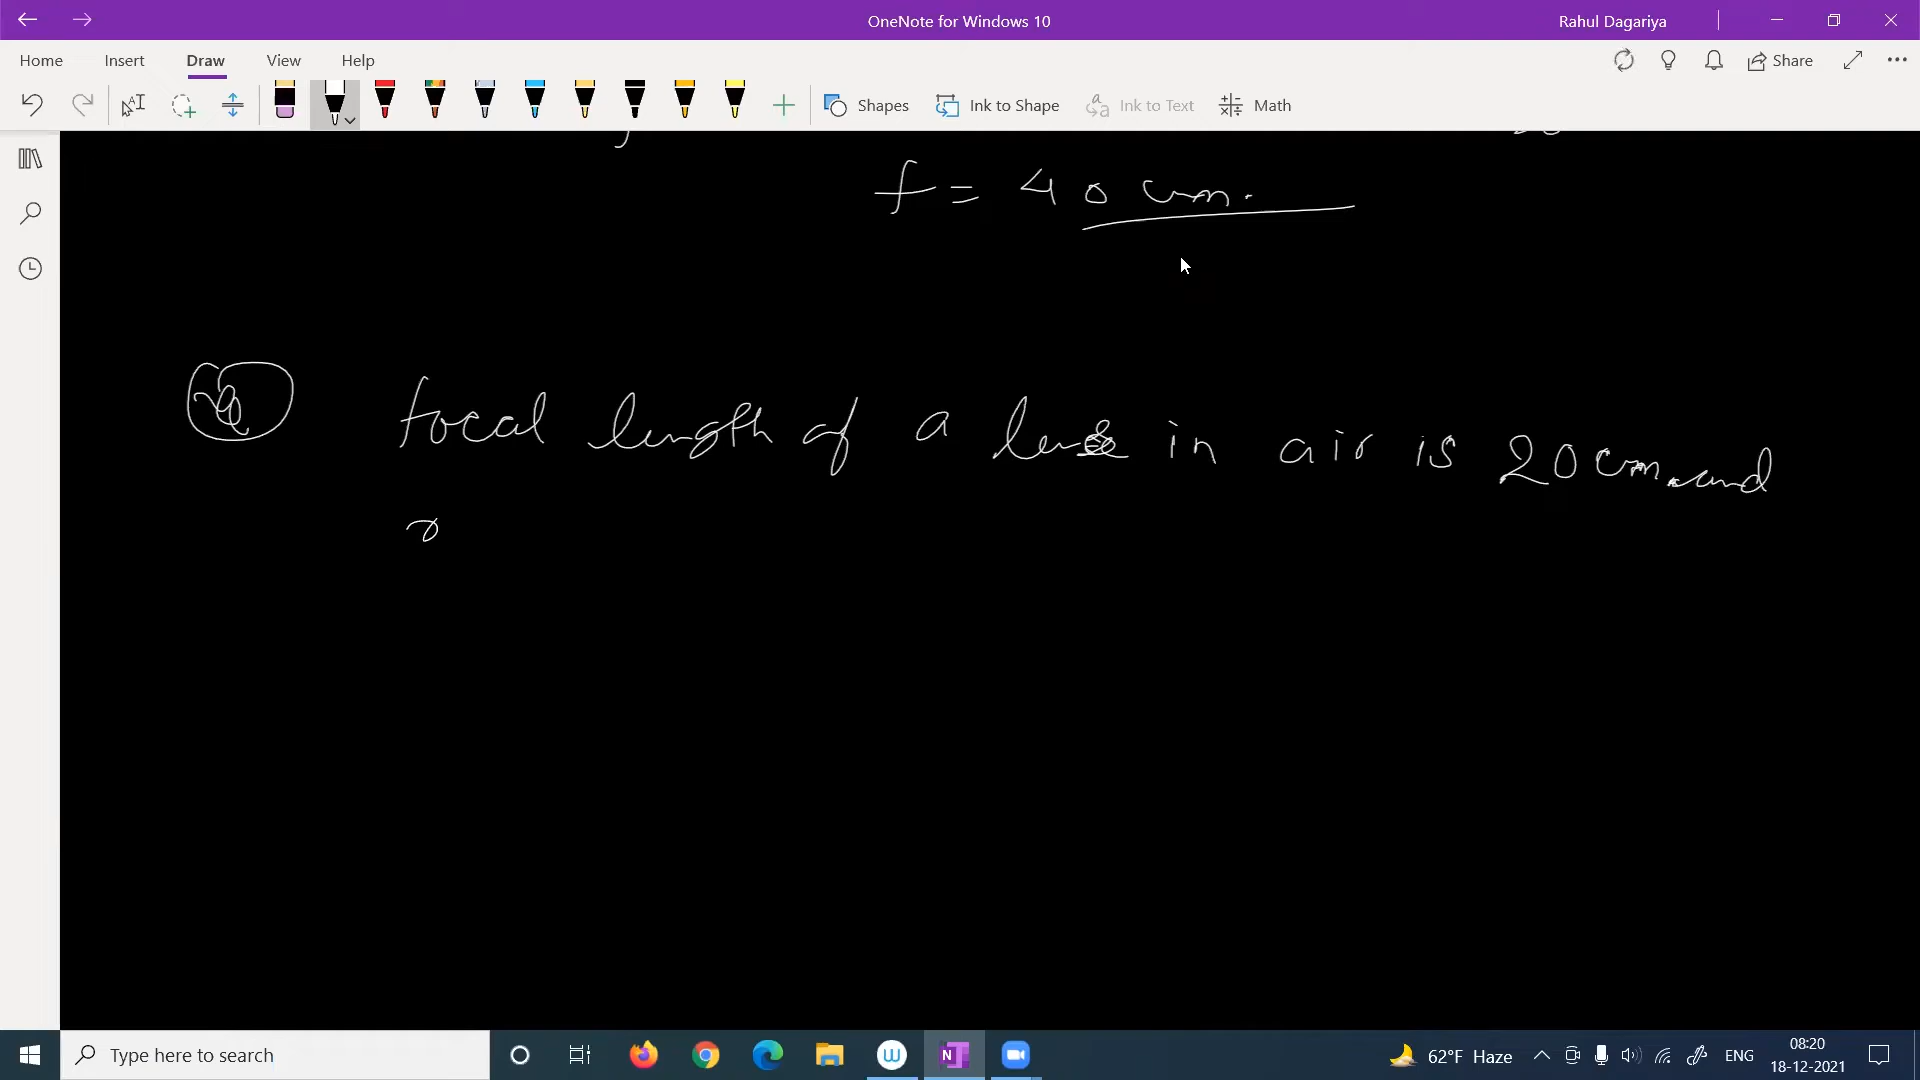 OneNote for Windows 10
Rahul Dagariya
Home Insert Draw View Help
Share
Shapes Ink to Shape Ink to Text Math
f = 40 cm.
focal length of a lense in air is 20 cm. and
Type here to search
62°F Haze
ENG
08:20
18-12-2021